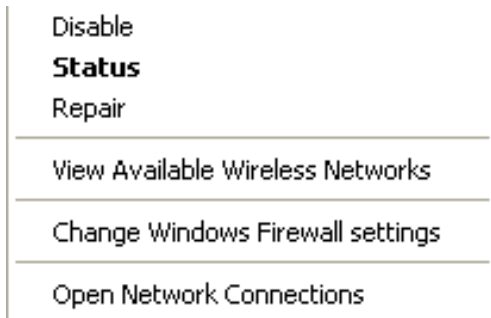 Disable
Status
Repair
View Available Wireless Networks
Change Windows Firewall settings
Open Network Connections